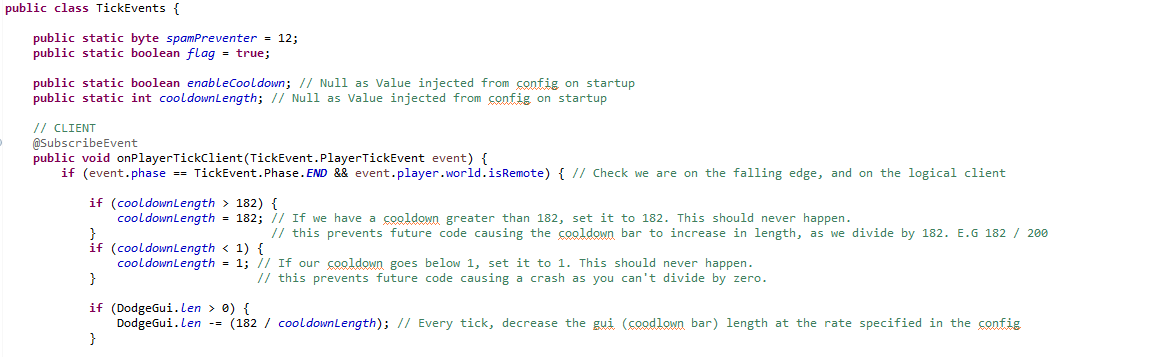 public class TickEvents {
public static byte spamPreventer = 12;
public static boolean flag = true;
public static boolean enableCooldown; // Null as Value injected from config on startup
public static int cooldownLength; // Null as Value injected from config on startup
// CLIENT
@SubscribeEvent
public void onPlayerTickClient(TickEvent.PlayerTickEvent event) {
if (event.phase == TickEvent.Phase.END && event.player.world.isRemote) { // Check we are on the falling edge, and on the logical client
if (cooldownLength > 182) {
cooldownLength = 182; // If we have a cooldown greater than 182, set it to 182. This should never happen.
} // this prevents future code causing the cooldown bar to increase in length, as we divide by 182. E.G 182 / 200
if (cooldownLength < 1) {
cooldownLength = 1; // If our cooldown goes below 1, set it to 1. This should never happen.
} // this prevents future code causing a crash as you can't divide by zero.
if (DodgeGui.len > 0) {
DodgeGui.len -= (182 / cooldownLength); // Every tick, decrease the gui (coodlown bar) length at the rate specified in the config
}